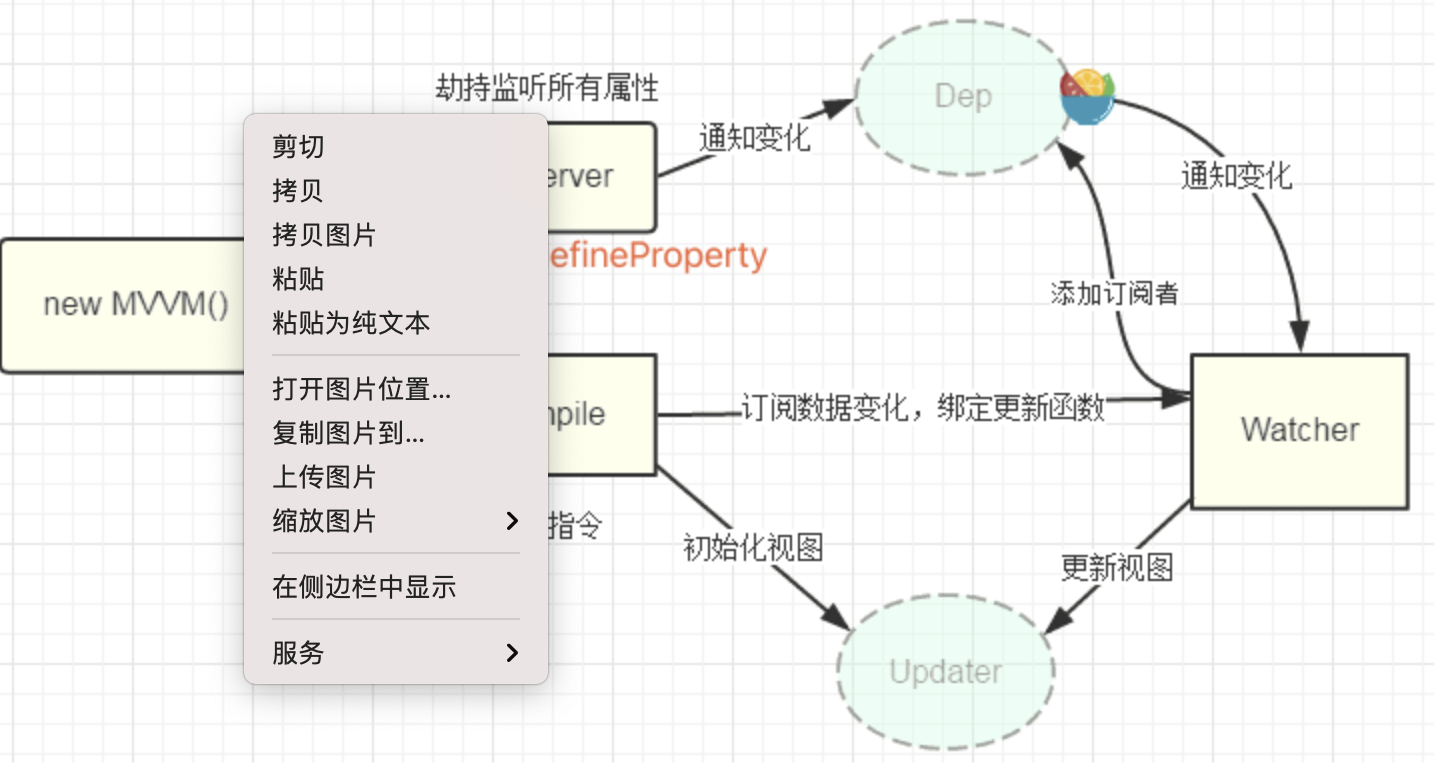 劫持监听所有属性
Dep
通知变化
erver
通知变化
efineProperty
new MVVM()
添加订阅者
npile
订阅数据变化，绑定更新函数
Watcher
指令
初始化视图
更新视图
Updater
剪切
拷贝
拷贝图片
粘贴
粘贴为纯文本
打开图片位置...
复制图片到...
上传图片
缩放图片
在侧边栏中显示
服务